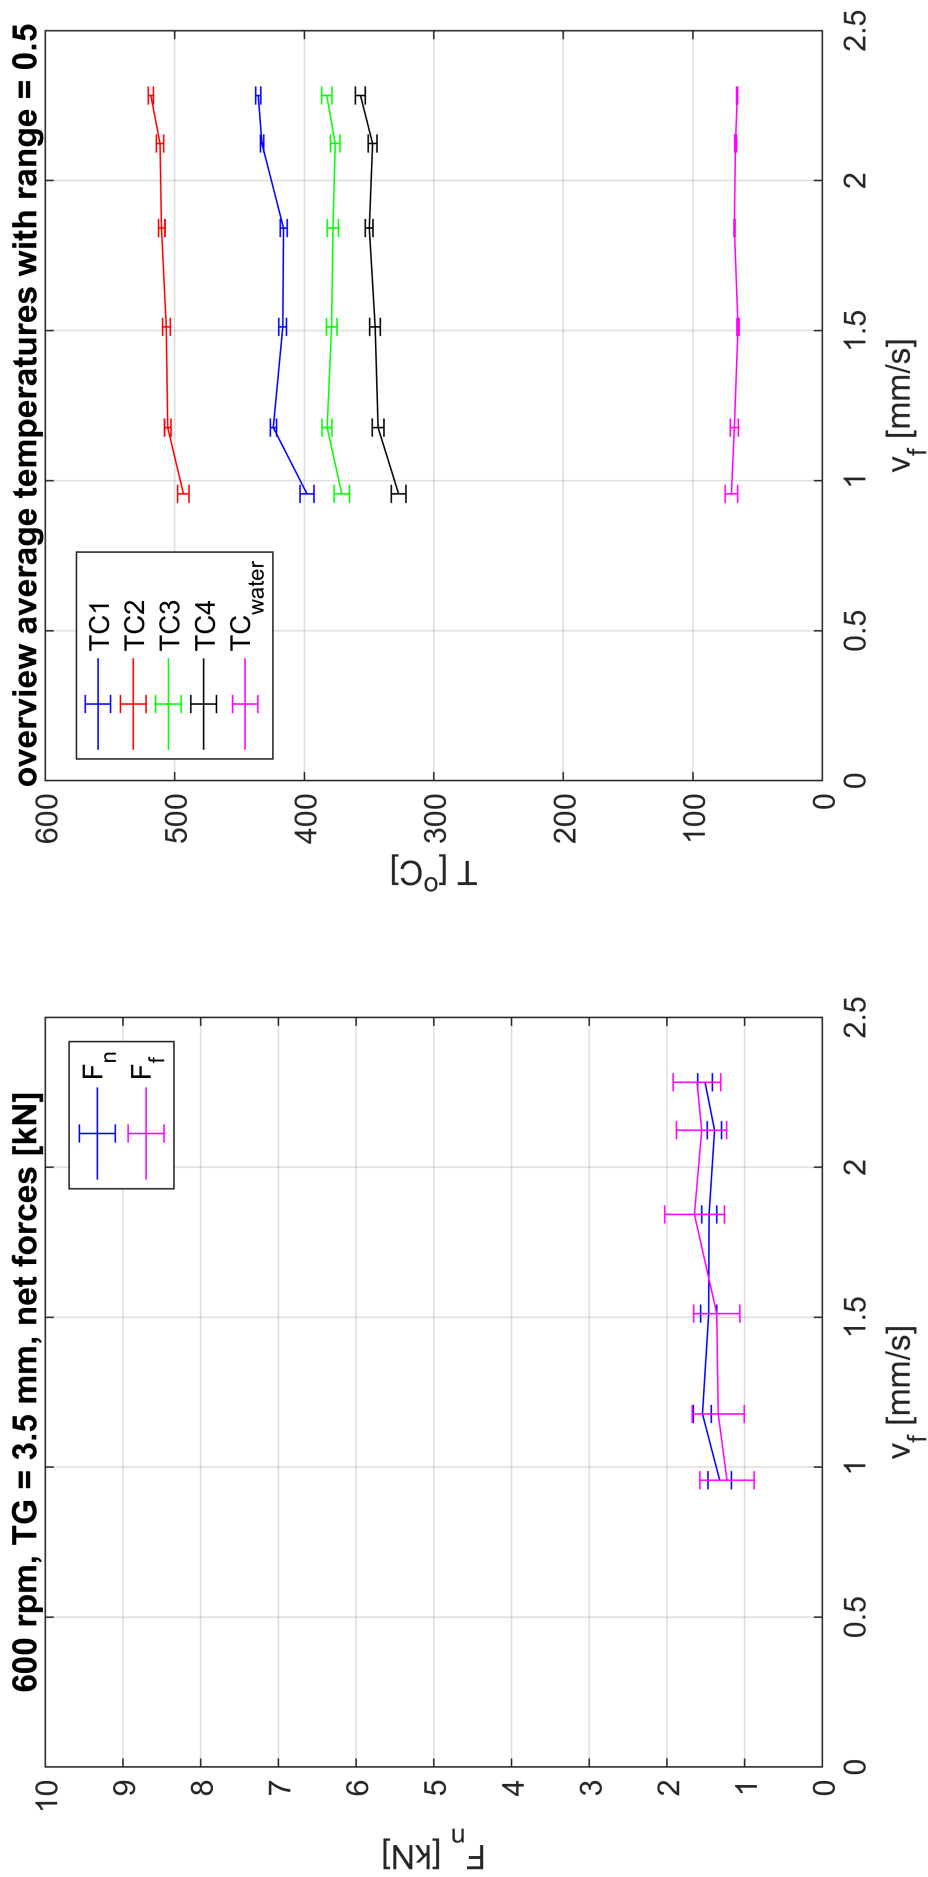 600 rpm, TG = 3.5 mm, net forces [kN]
F_n
F_f
10
9
8
7
6
5
4
3
2
1
0
F_n [kN]
0
0.5
1
1.5
2
2.5
v_f [mm/s]
overview average temperatures with range = 0.5
TC1
TC2
TC3
TC4
TC_water
600
500
400
300
200
100
0
T [°C]
0
0.5
1
1.5
2
2.5
v_f [mm/s]